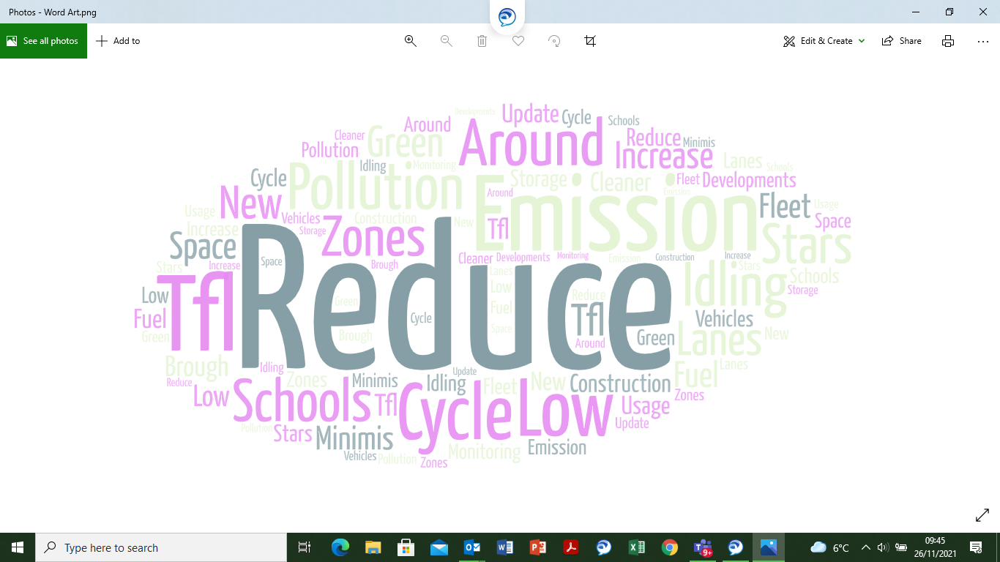 Photos - Word Art.png
See all photos
Add to
Edit & Create
Share
Developments
Update
Cycle
Schools
Around
Around
Cleaner
Green
Reduce
Minimis
Pollution
Increase
Lanes
Schools
Idling
Monitoring
Cycle
Pollution
Storage
Cleaner
Fleet
Developments
Emission
Around
Emission
New
Fleet
Usage
Usage
Vehicles
Construction
New
Space
Increase
Storage
Zones
Tfl
Stars
Space
Space
Cleaner
Developments
Monitoring
Emission
Construction
Increase
Stars
Increase
Brough
Stars
Lanes
Idling
Schools
Tfl
Reduce
Low
Storage
Low
Green
Reduce
Fuel
Tfl
Fuel
Cycle
Vehicles
Green
Brough
Space
Around
Green
Lanes
New
Brough
Idling
Lanes
Reduce
Zones
Minimis
Idling
Update
Fleet
New
Construction
Fuel
Low
Schools
Tfl
Cycle
Low
Usage
Zones
Pollution
Stars
Minimis
Update
Vehicles
Pollution
Zones
Monitoring
Emission
Type here to search
9+
6°C
09:45
26/11/2021